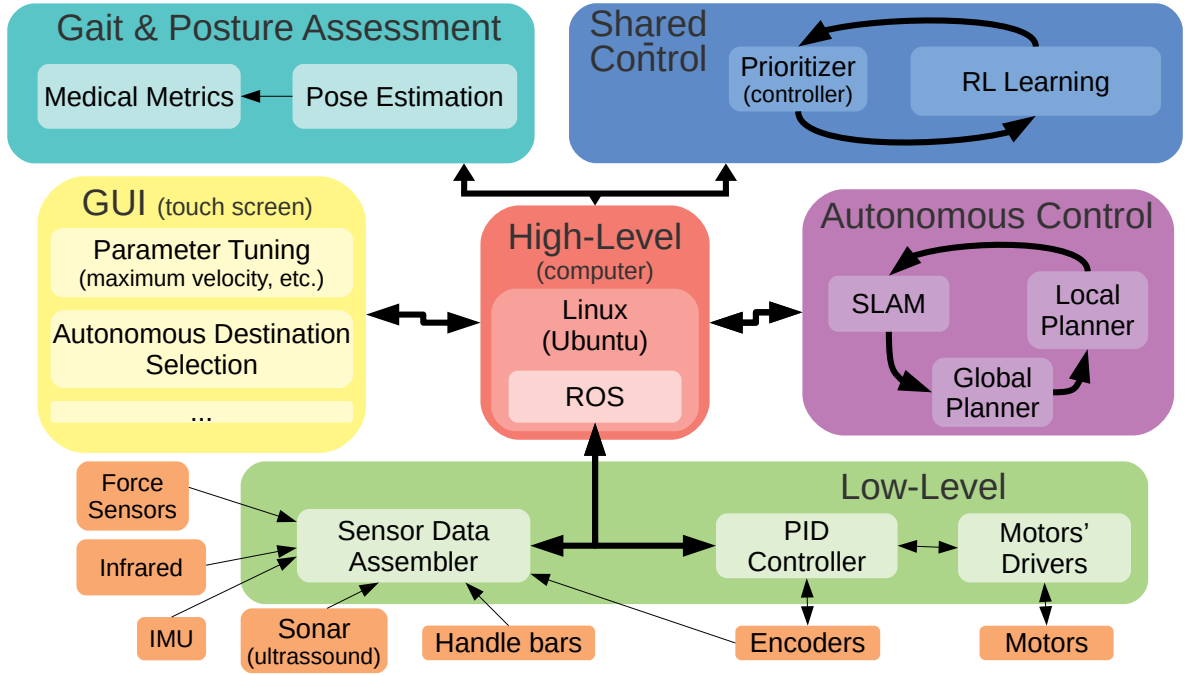 Gait & Posture Assessment
Medical Metrics
Pose Estimation
Shared
Control
Prioritizer
(controller)
RL Learning
GUI (touch screen)
Parameter Tuning
(maximum velocity, etc.)
Autonomous Destination
Selection
...
High-Level
(computer)
Linux
(Ubuntu)
ROS
Autonomous Control
SLAM
Local
Planner
Global
Planner
Low-Level
Force
Sensors
Infrared
IMU
Sensor Data
Assembler
PID
Controller
Motors’
Drivers
Sonar
(ultrassound)
Handle bars
Encoders
Motors